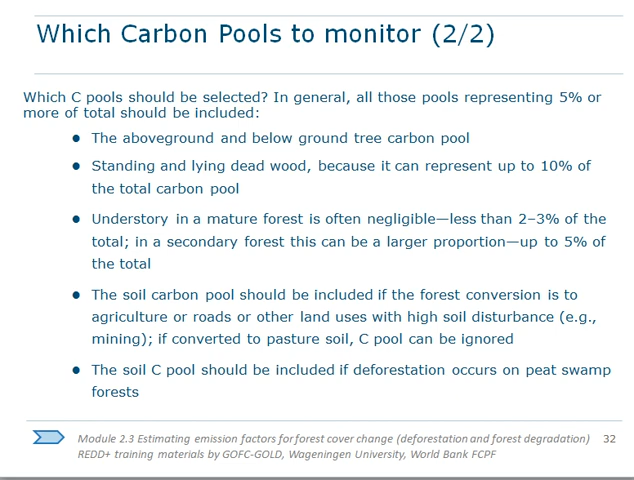 Which Carbon Pools to monitor (2/2)
Which C pools should be selected? In general, all those pools representing 5% or
more of total should be included:
● The aboveground and below ground tree carbon pool
● Standing and lying dead wood, because it can represent up to 10% of
the total carbon pool
● Understory in a mature forest is often negligible—less than 2–3% of the
total; in a secondary forest this can be a larger proportion—up to 5% of
the total
● The soil carbon pool should be included if the forest conversion is to
agriculture or roads or other land uses with high soil disturbance (e.g.,
mining); if converted to pasture soil, C pool can be ignored
● The soil C pool should be included if deforestation occurs on peat swamp
forests
Module 2.3 Estimating emission factors for forest cover change (deforestation and forest degradation) 32
REDD+ training materials by GOFC-GOLD, Wageningen University, World Bank FCPF